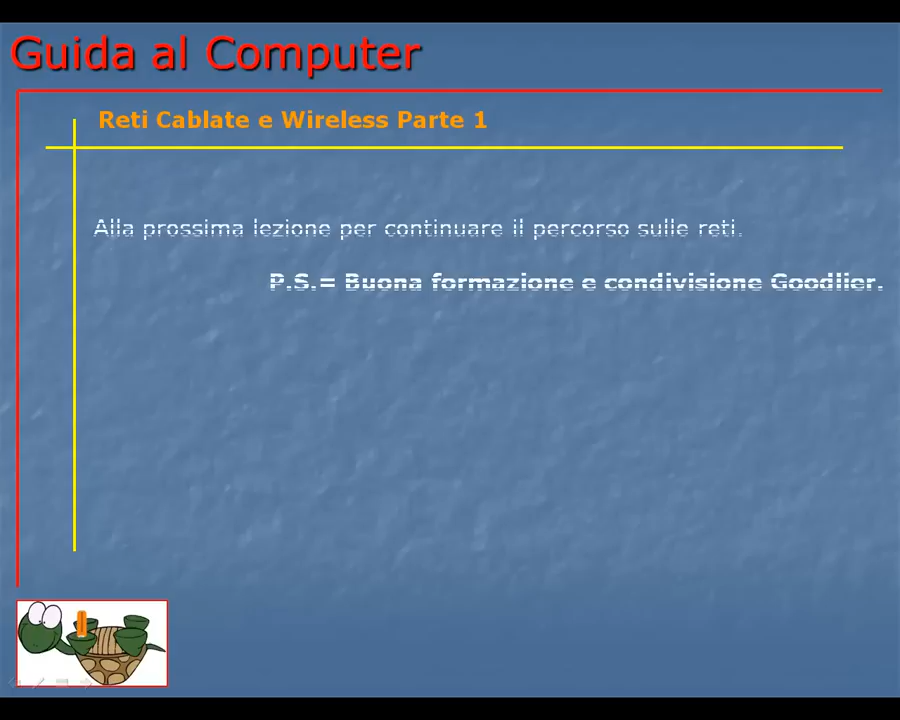 Guida al Computer
Reti Cablate e Wireless Parte 1
Alla prossima lezione per continuare il percorso sulle reti.
P.S.= Buona formazione e condivisione Goodlier.